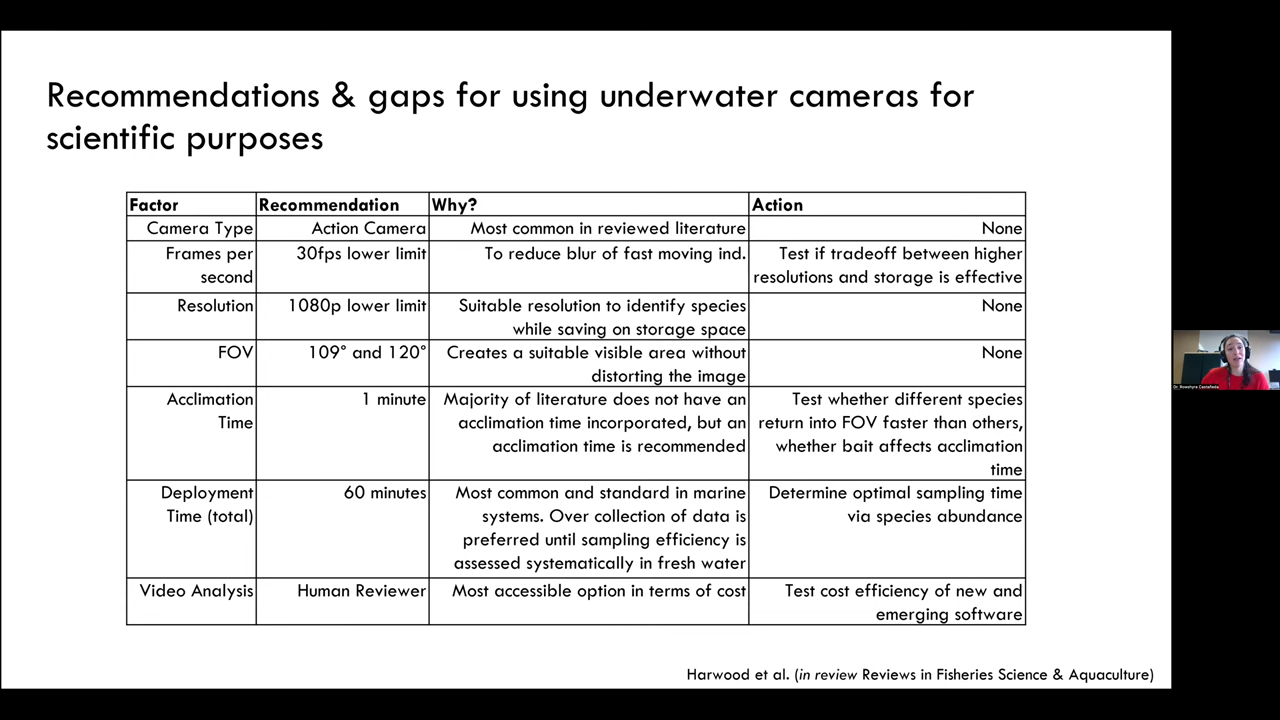 Recommendations & gaps for using underwater cameras for
scientific purposes
Factor Recommendation Why? Action
Camera Type Action Camera Most common in reviewed literature None
Frames per second 30fps lower limit To reduce blur of fast moving ind. Test if tradeoff between higher resolutions and storage is effective
Resolution 1080p lower limit Suitable resolution to identify species while saving on storage space None
FOV 109° and 120° Creates a suitable visible area without distorting the image None
Acclimation Time 1 minute Majority of literature does not have an acclimation time incorporated, but an acclimation time is recommended Test whether different species return into FOV faster than others, whether bait affects acclimation time
Deployment Time (total) 60 minutes Most common and standard in marine systems. Over collection of data is preferred until sampling efficiency is assessed systematically in fresh water Determine optimal sampling time via species abundance
Video Analysis Human Reviewer Most accessible option in terms of cost Test cost efficiency of new and emerging software
Harwood et al. (in review Reviews in Fisheries Science & Aquaculture)
Dr. Rowshyra Castañeda